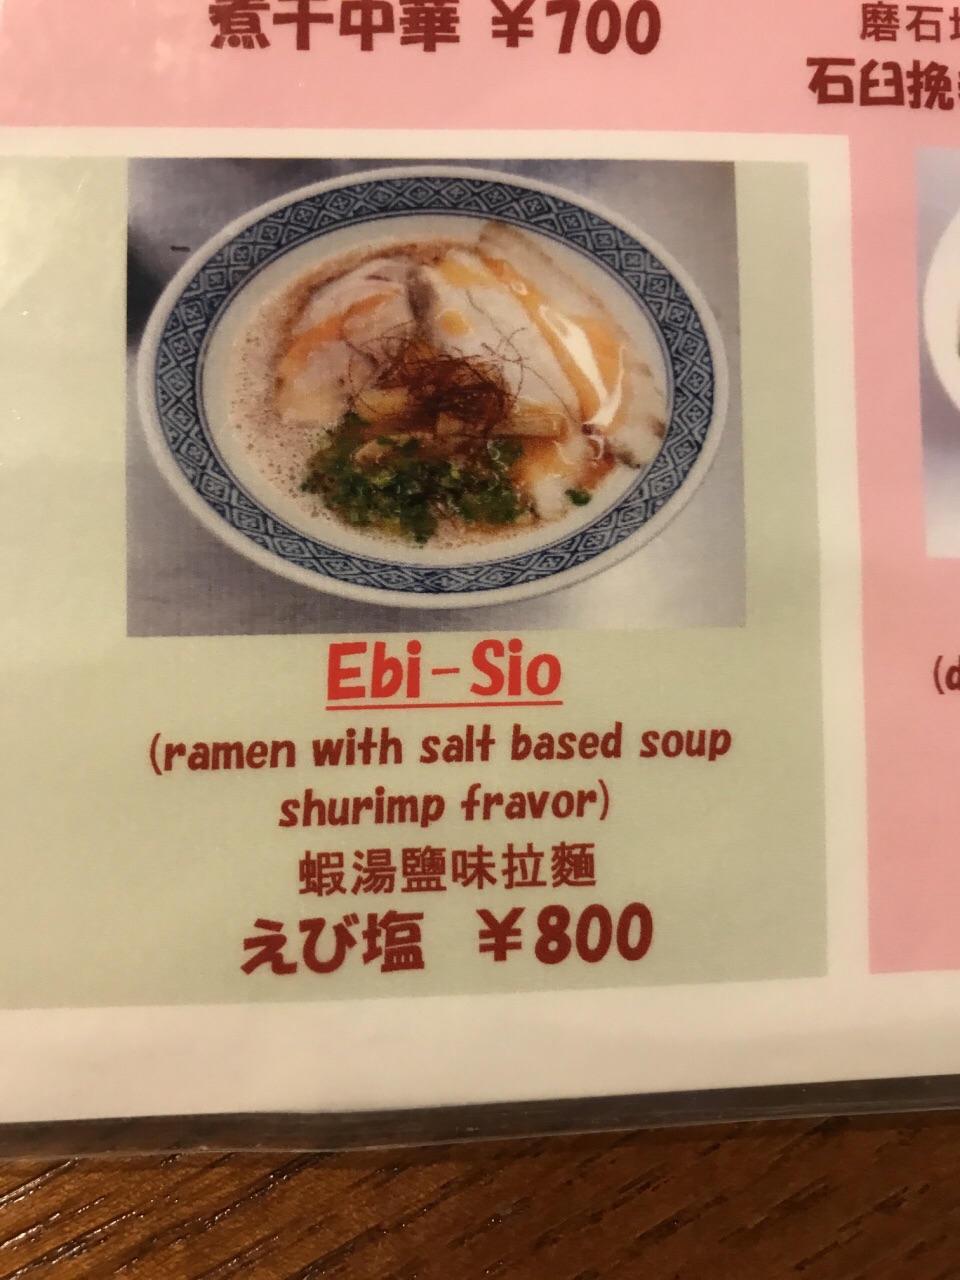 煮干中華 ¥700
磨石
石臼挽
Ebi-Sio
(ramen with salt based soup
shurimp fravor)
蝦湯鹽味拉麵
えび塩 ¥800
(d